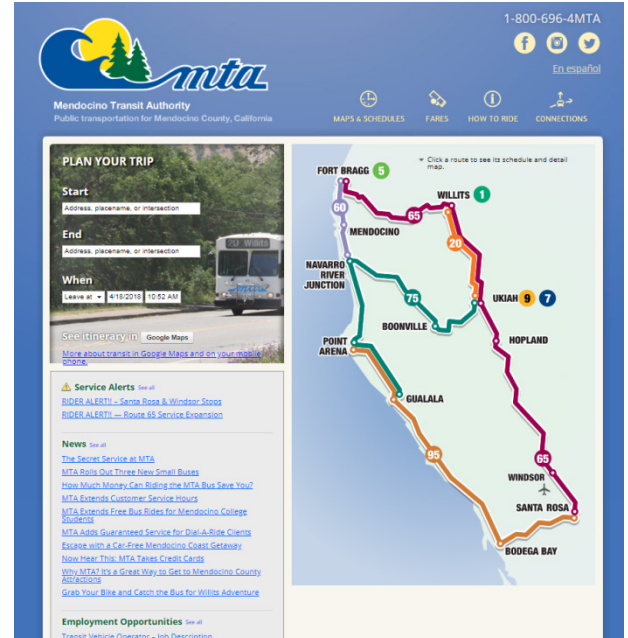 1-800-696-4MTA
En español
mta
Mendocino Transit Authority
Public transportation for Mendocino County, California
MAPS & SCHEDULES
FARES
HOW TO RIDE
CONNECTIONS
PLAN YOUR TRIP
Start
Address, placename, or intersection
End
Address, placename, or intersection
When
Leave at
4/18/2018
10:52 AM
See itinerary in
Google Maps
More about transit in Google Maps and on your mobile
phone.
20 Willits
Service Alerts See all
RIDER ALERT!! – Santa Rosa & Windsor Stops
RIDER ALERT!! — Route 65 Service Expansion
News See all
The Secret Service at MTA
MTA Rolls Out Three New Small Buses
How Much Money Can Riding the MTA Bus Save You?
MTA Extends Customer Service Hours
MTA Extends Free Bus Rides for Mendocino College
Students
MTA Adds Guaranteed Service for Dial-A-Ride Clients
Escape with a Car-Free Mendocino Coast Getaway
Now Hear This: MTA Takes Credit Cards
Why MTA? It's a Great Way to Get to Mendocino County
Attractions
Grab Your Bike and Catch the Bus for Willits Adventure
Employment Opportunities See all
Transit Vehicle Operator – Job Description
Click a route to see its schedule and detail
map.
FORT BRAGG 5
WILLITS 1
60
65
MENDOCINO
20
NAVARRO
RIVER
JUNCTION
75
UKIAH 9 7
BOONVILLE
HOPLAND
POINT
ARENA
GUALALA
95
65
WINDSOR
SANTA ROSA
BODEGA BAY